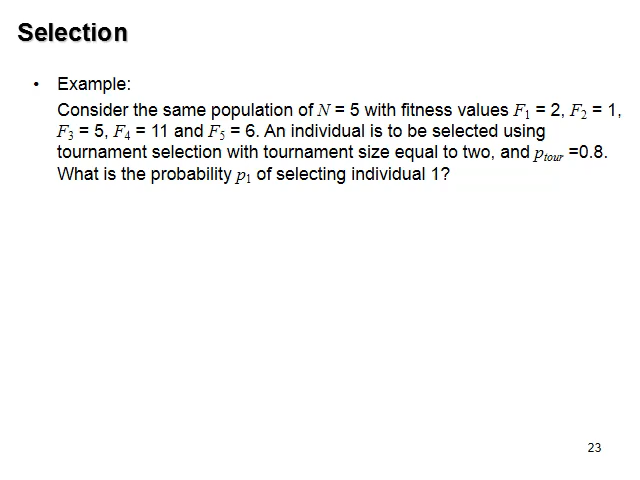 Selection
• Example:
Consider the same population of N = 5 with fitness values F₁ = 2, F₂ = 1,
F₃ = 5, F₄ = 11 and F₅ = 6. An individual is to be selected using
tournament selection with tournament size equal to two, and pₜₒᵤᵣ =0.8.
What is the probability p₁ of selecting individual 1?
23